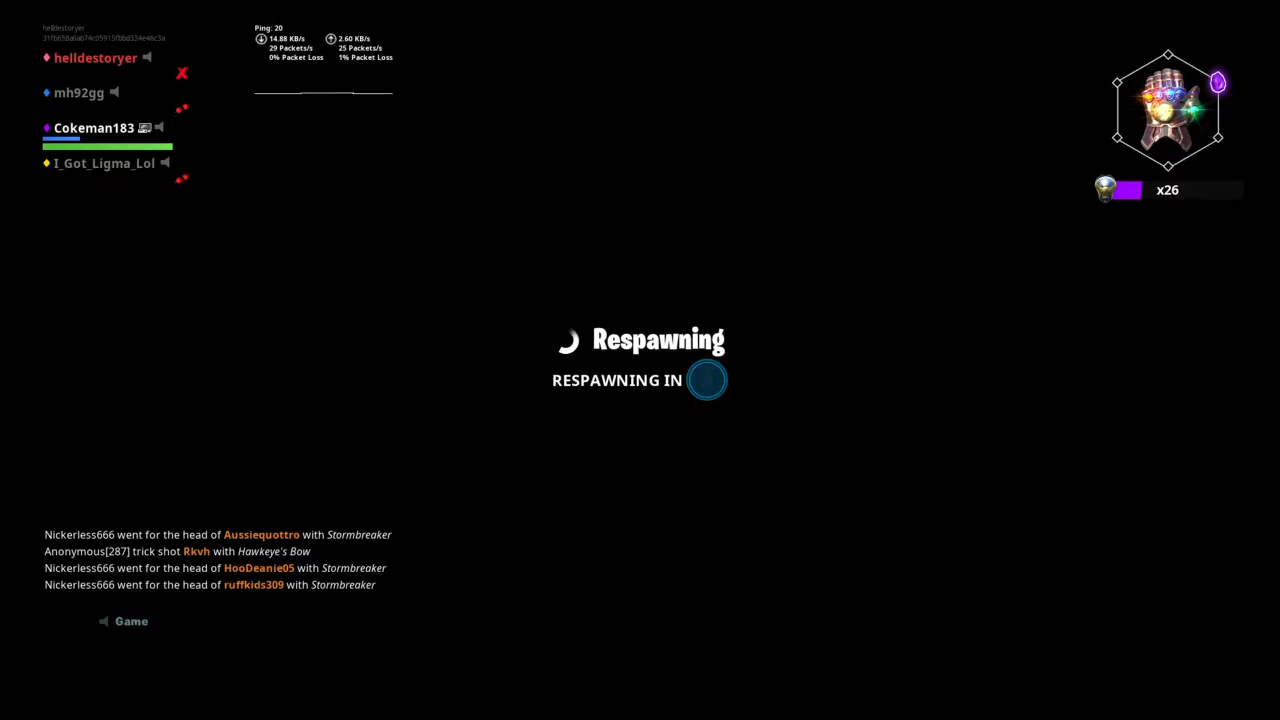 helldestoryer
helldestoryer
mh92gg
Cokeman183
I_Got_Ligma_Lol
Ping: 20
14.88 KB/s 2.60 KB/s
29 Packets/s 25 Packets/s
0% Packet Loss 1% Packet Loss
x26
Respawning
RESPAWNING IN
Nickerless666 went for the head of Aussiequottro with Stormbreaker
Anonymous[287] trick shot Rkvh with Hawkeye's Bow
Nickerless666 went for the head of HooDeanie05 with Stormbreaker
Nickerless666 went for the head of ruffkids309 with Stormbreaker
Game